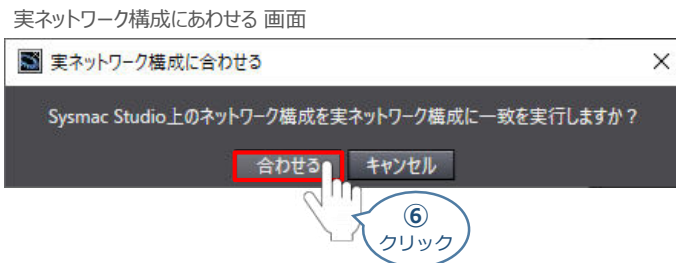 実ネットワーク構成にあわせる 画面
実ネットワーク構成に合わせる
Sysmac Studio上のネットワーク構成を実ネットワーク構成に一致を実行しますか？
合わせる キャンセル
⑥
クリック